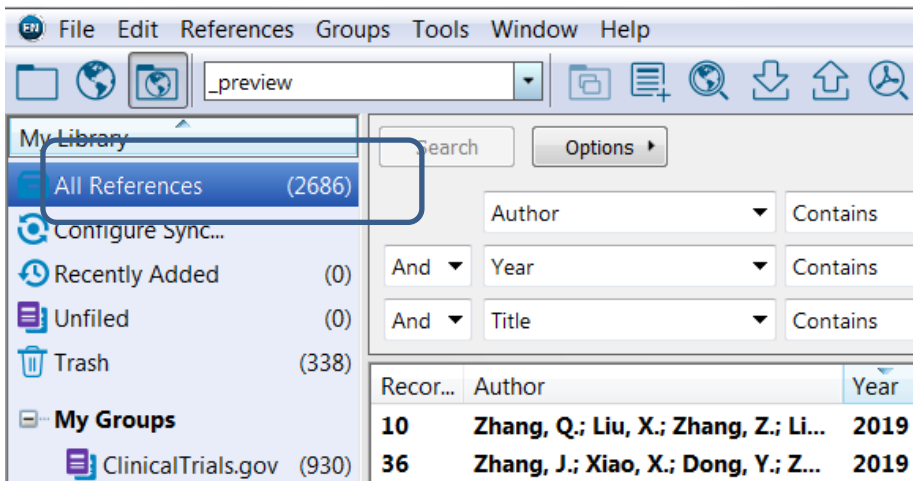 EN File Edit References Groups Tools Window Help
_preview
My Library
All References (2686)
Configure Sync...
Recently Added (0)
Unfiled (0)
Trash (338)
My Groups
ClinicalTrials.gov (930)
Search Options
Author Contains
And Year Contains
And Title Contains
Recor... Author Year
10 Zhang, Q.; Liu, X.; Zhang, Z.; Li... 2019
36 Zhang, J.; Xiao, X.; Dong, Y.; Z... 2019